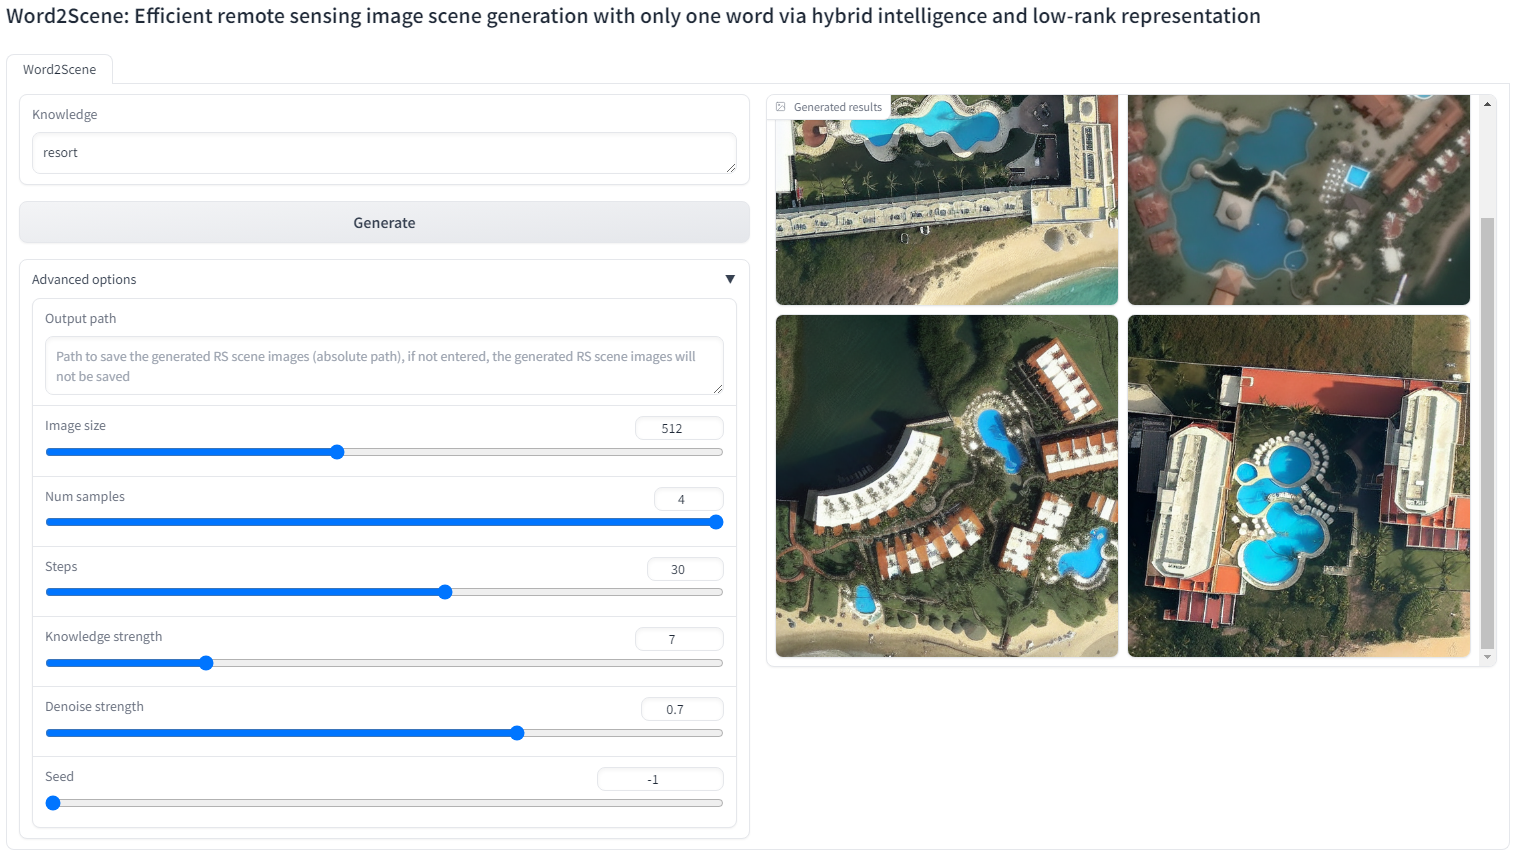 Word2Scene: Efficient remote sensing image scene generation with only one word via hybrid intelligence and low-rank representation
Word2Scene
Knowledge
resort
Generate
Advanced options
Output path
Path to save the generated RS scene images (absolute path), if not entered, the generated RS scene images will
not be saved
Image size
512
Num samples
4
Steps
30
Knowledge strength
7
Denoise strength
0.7
Seed
-1
Generated results